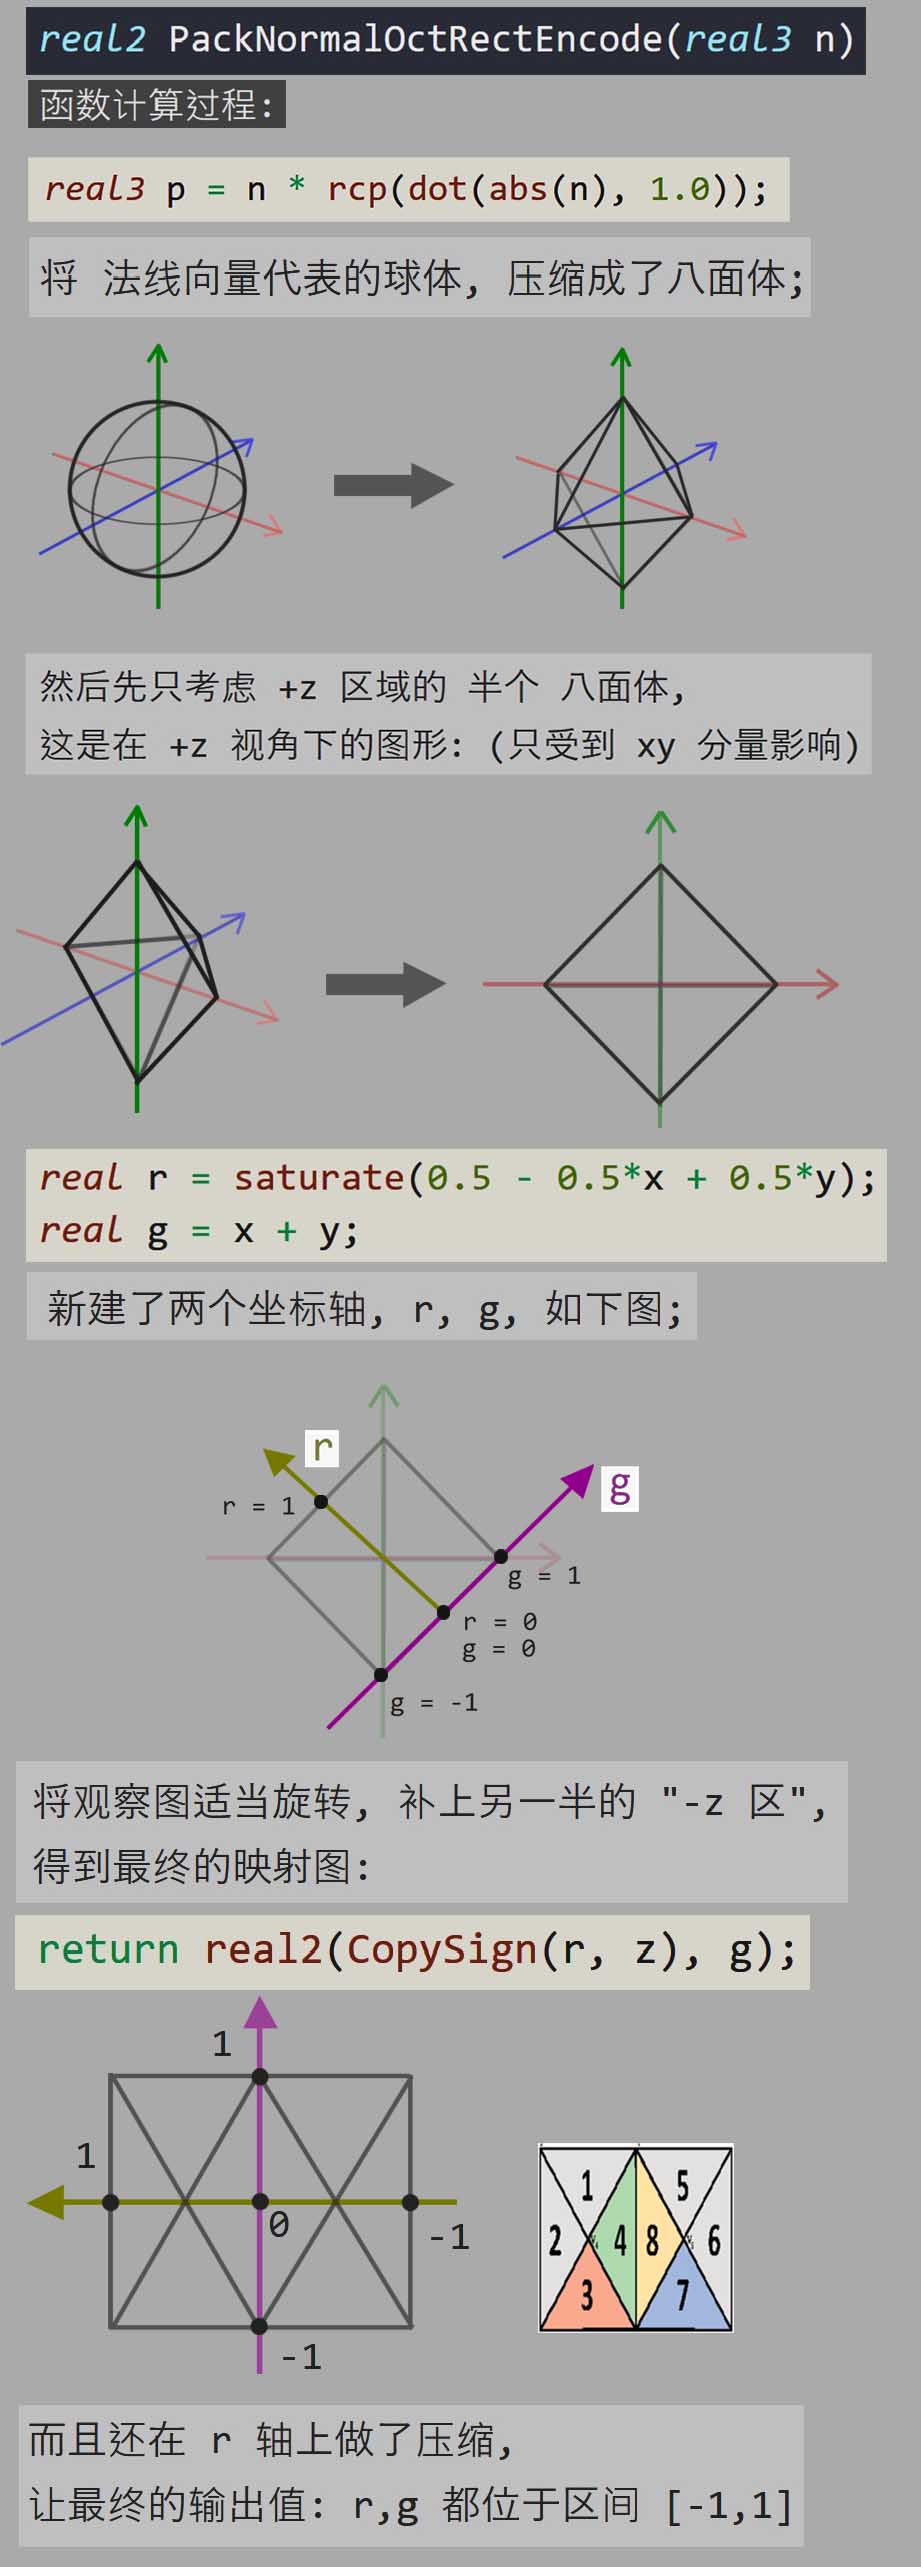 real2 PackNormalOctRectEncode(real3 n)
函数计算过程:
real3 p = n * rcp(dot(abs(n), 1.0));
将 法线向量代表的球体, 压缩成了八面体;
然后先只考虑 +z 区域的 半个 八面体,
这是在 +z 视角下的图形: (只受到 xy 分量影响)
real r = saturate(0.5 - 0.5*x + 0.5*y);
real g = x + y;
新建了两个坐标轴, r, g, 如下图;
r
g
r = 1
g = 1
r = 0
g = 0
g = -1
将观察图适当旋转, 补上另一半的 "-z 区",
得到最终的映射图:
return real2(CopySign(r, z), g);
1
1
0
-1
-1
1 5
2 4 8 6
3 7
而且还在 r 轴上做了压缩,
让最终的输出值: r,g 都位于区间 [-1,1]